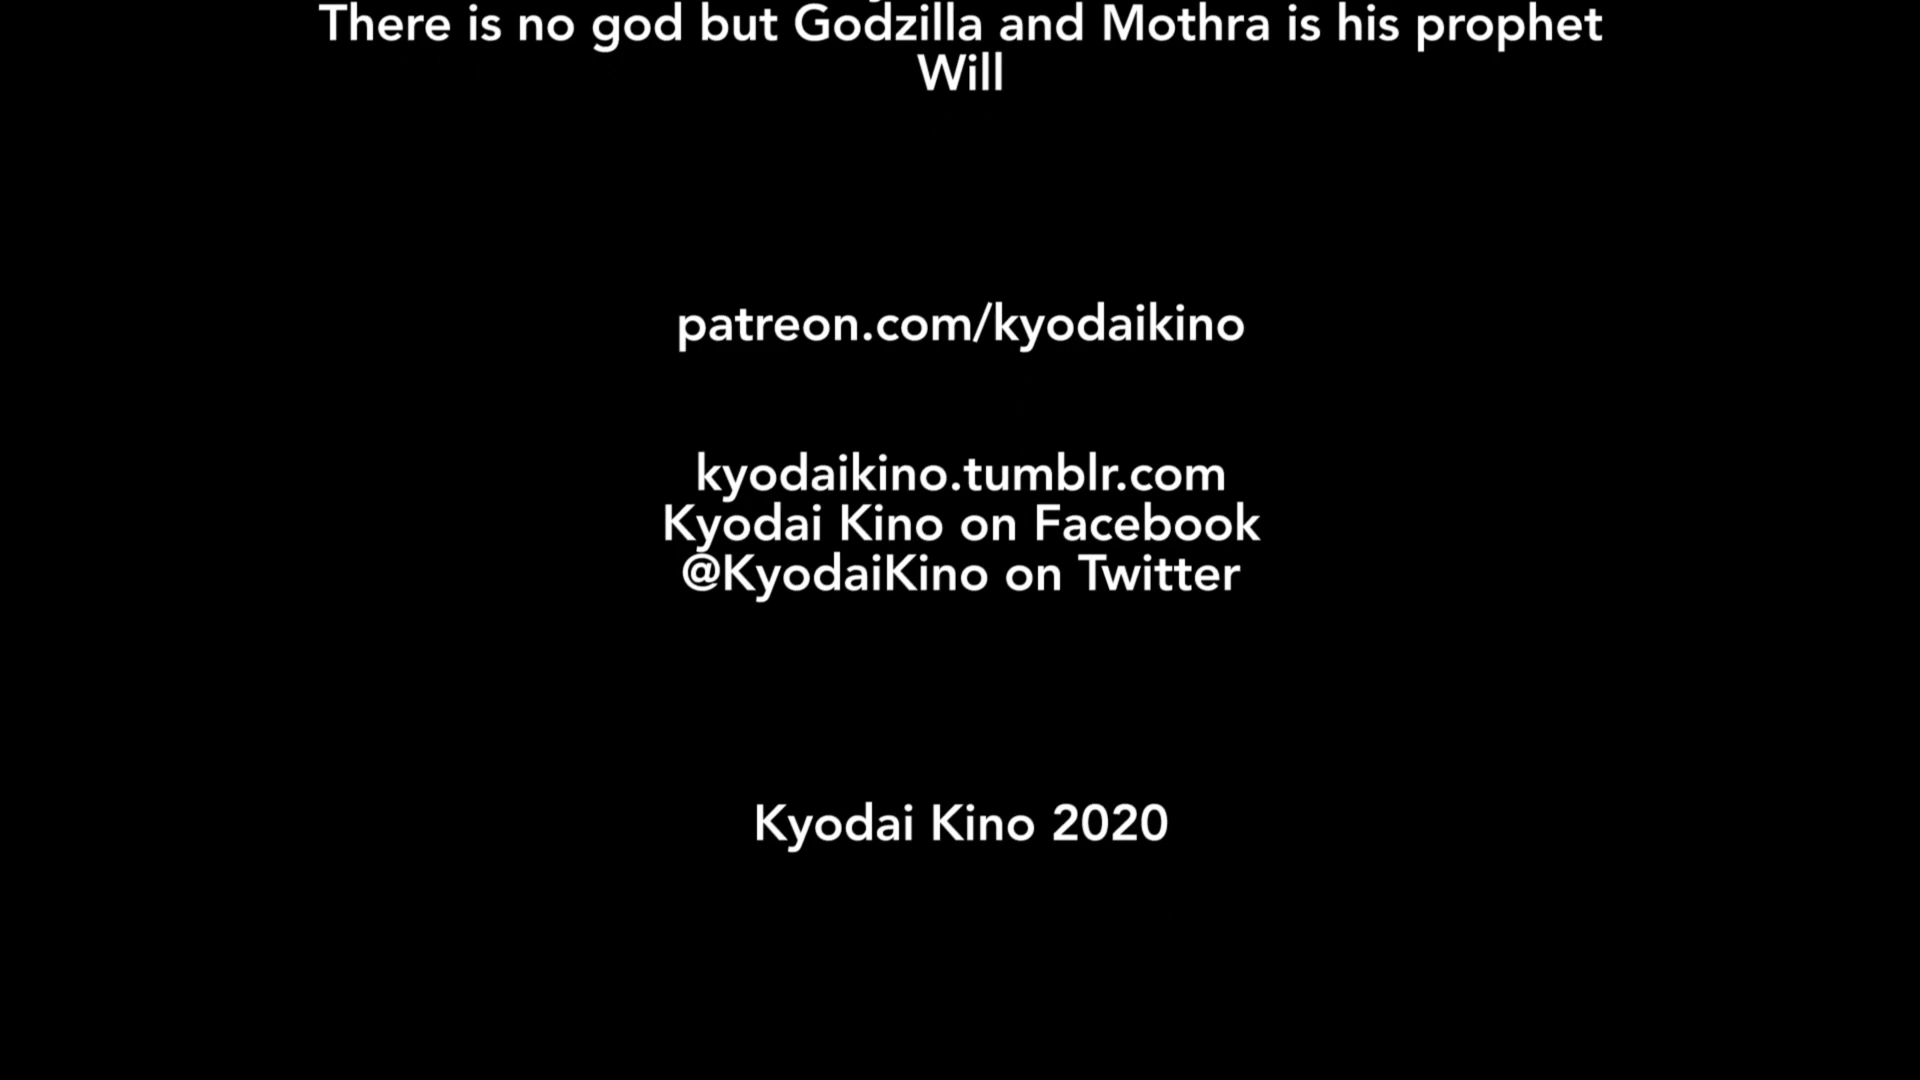 There is no god but Godzilla and Mothra is his prophet
Will
patreon.com/kyodaikino
kyodaikino.tumblr.com
Kyodai Kino on Facebook
@KyodaiKino on Twitter
Kyodai Kino 2020